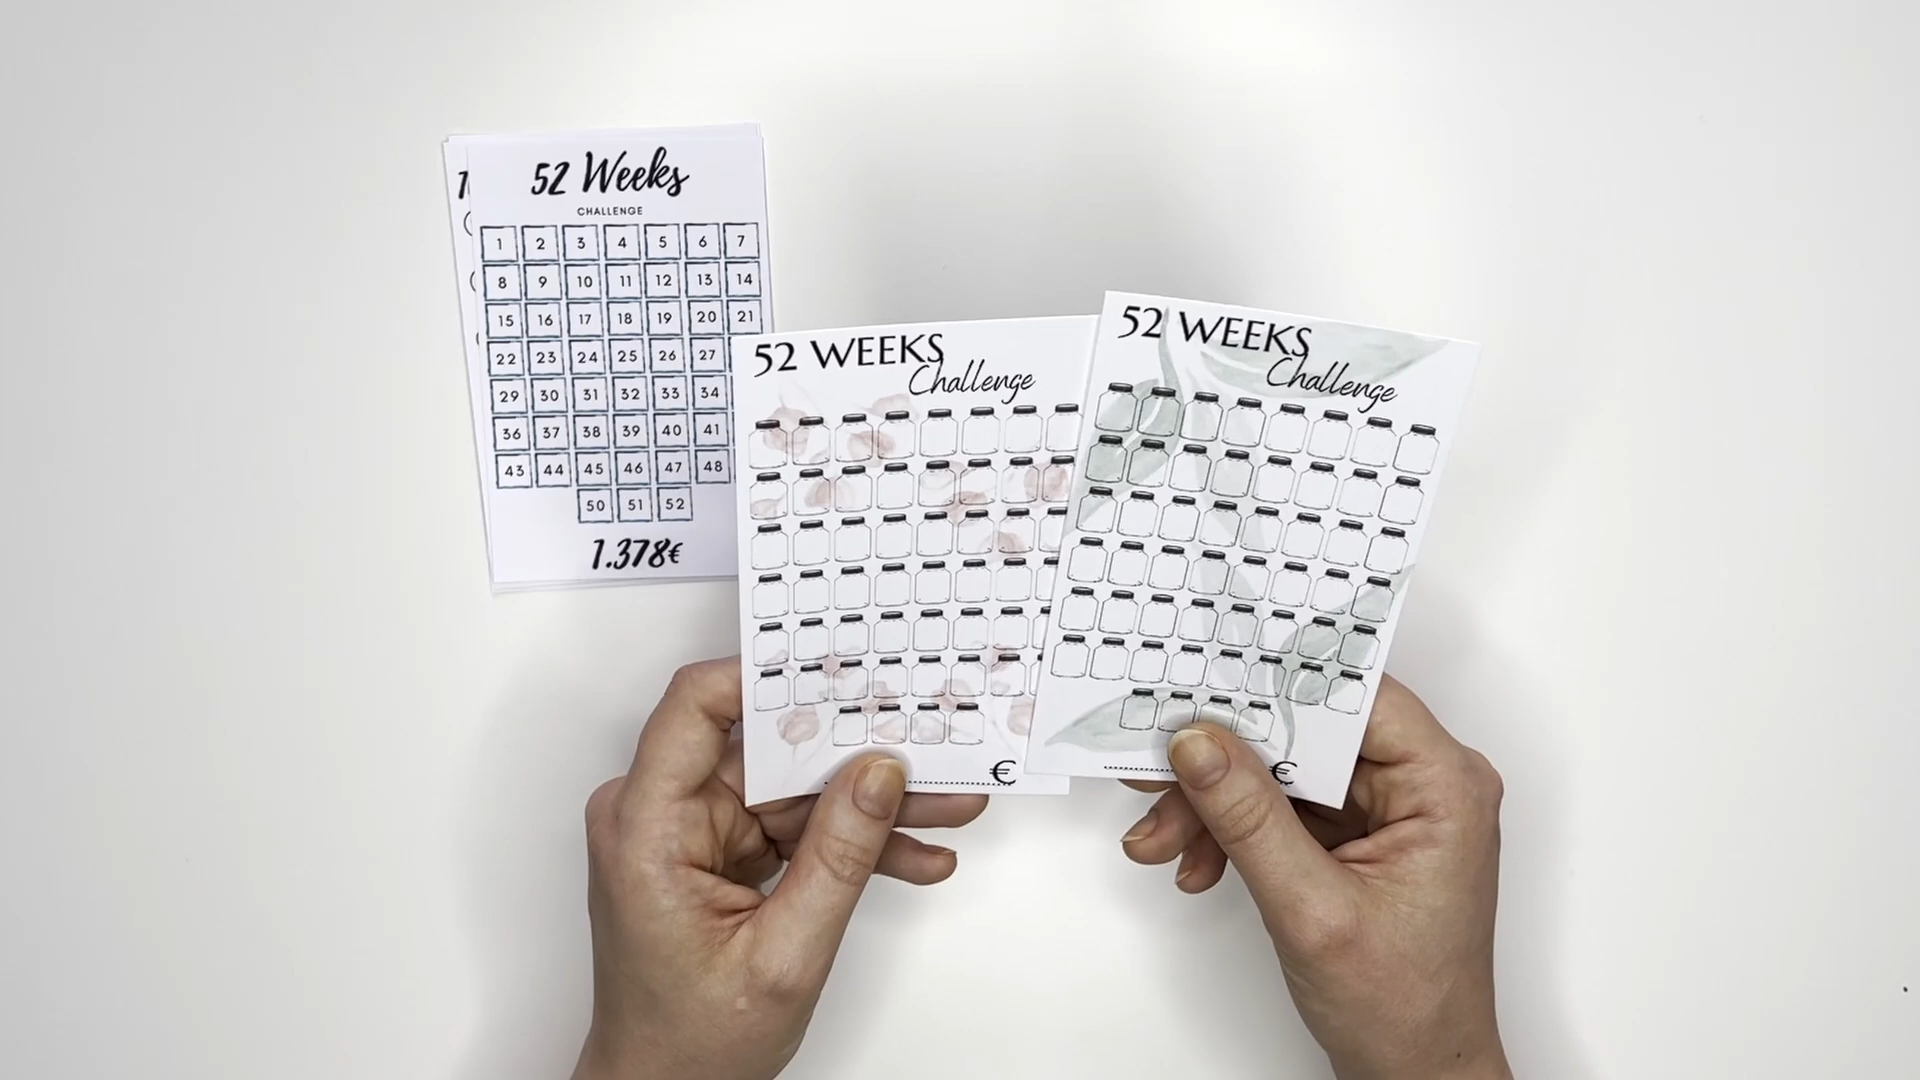 52 Weeks
CHALLENGE
1 2 3 4 5 6 7
8 9 10 11 12 13 14
15 16 17 18 19 20 21
22 23 24 25 26 27
29 30 31 32 33 34
36 37 38 39 40 41
43 44 45 46 47 48
50 51 52
1.378€
52 WEEKS
Challenge
€
52 WEEKS
Challenge
€